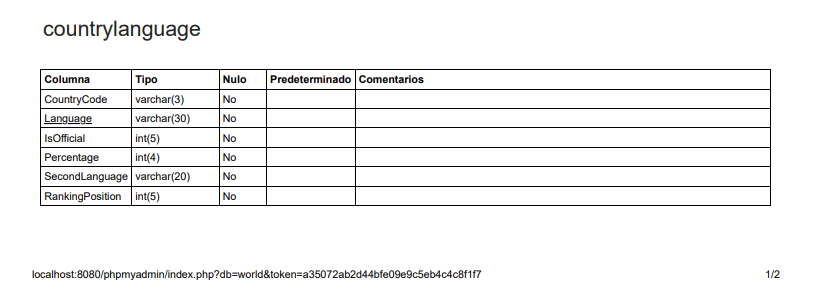 countrylanguage
Columna Tipo Nulo Predeterminado Comentarios
CountryCode varchar(3) No
Language varchar(30) No
IsOfficial int(5) No
Percentage int(4) No
SecondLanguage varchar(20) No
RankingPosition int(5) No
localhost:8080/phpmyadmin/index.php?db=world&token=a35072ab2d44bfe09e9c5eb4c4c8f1f7 1/2